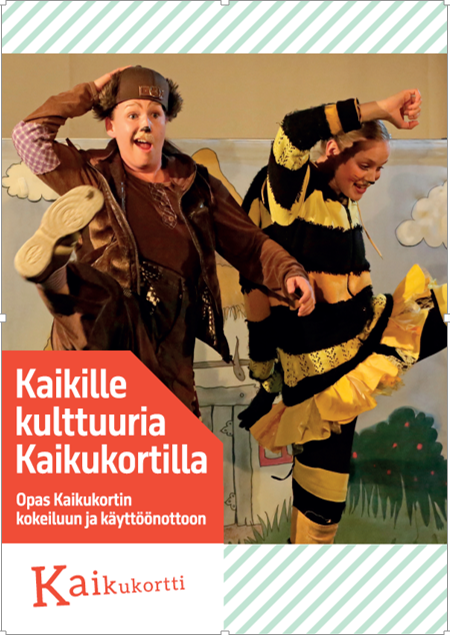 Kaikille
kulttuuria
Kaikukortilla
Opas Kaikukortin
kokeiluun ja käyttöönottoon
Kaikukortti